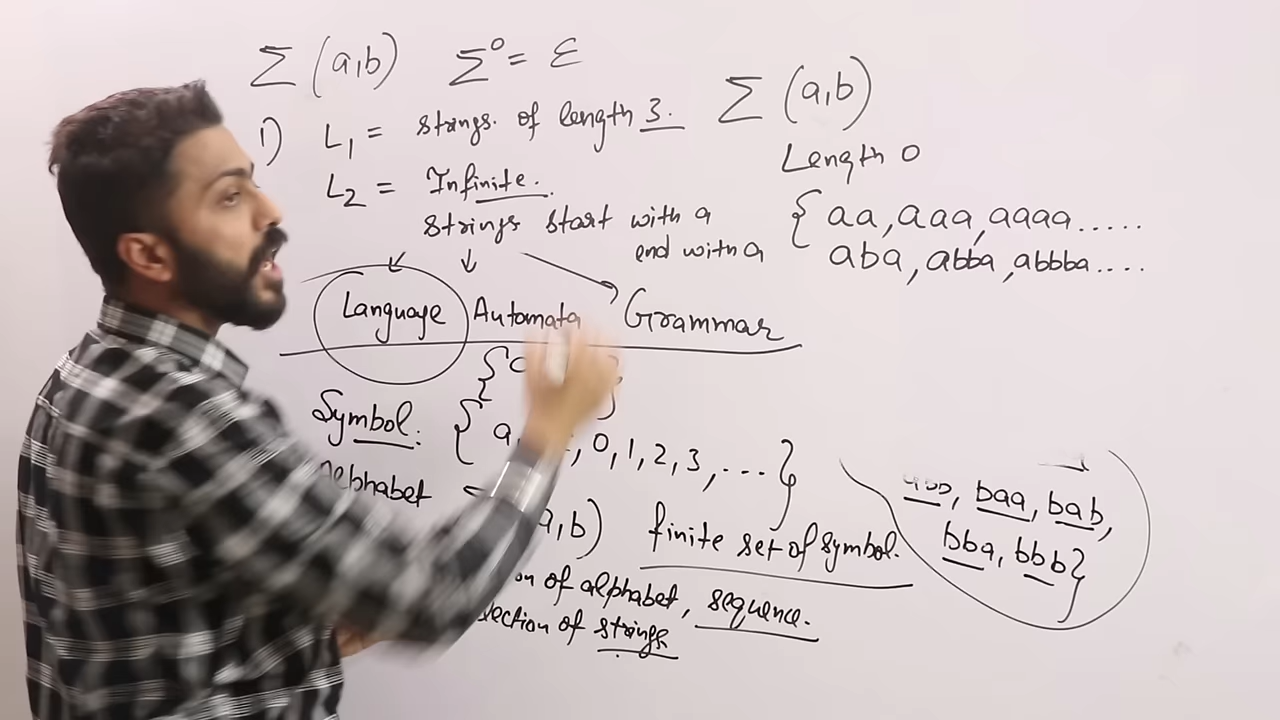 Σ (a,b) Σ⁰ = ε
1) L₁ = strings of length 3.
L₂ = Infinite.
strings start with a
end with a
Language Automata Grammar
{
Symbol: { a, , 0, 1, 2, 3, ... }
a,b) finite set of symbol.
of alphabet, sequence.
of strings
Σ (a,b)
Length 0
{ aa, aaa, aaaa.....
aba, abba, abbba....
baa, bab,
bba, bbb}